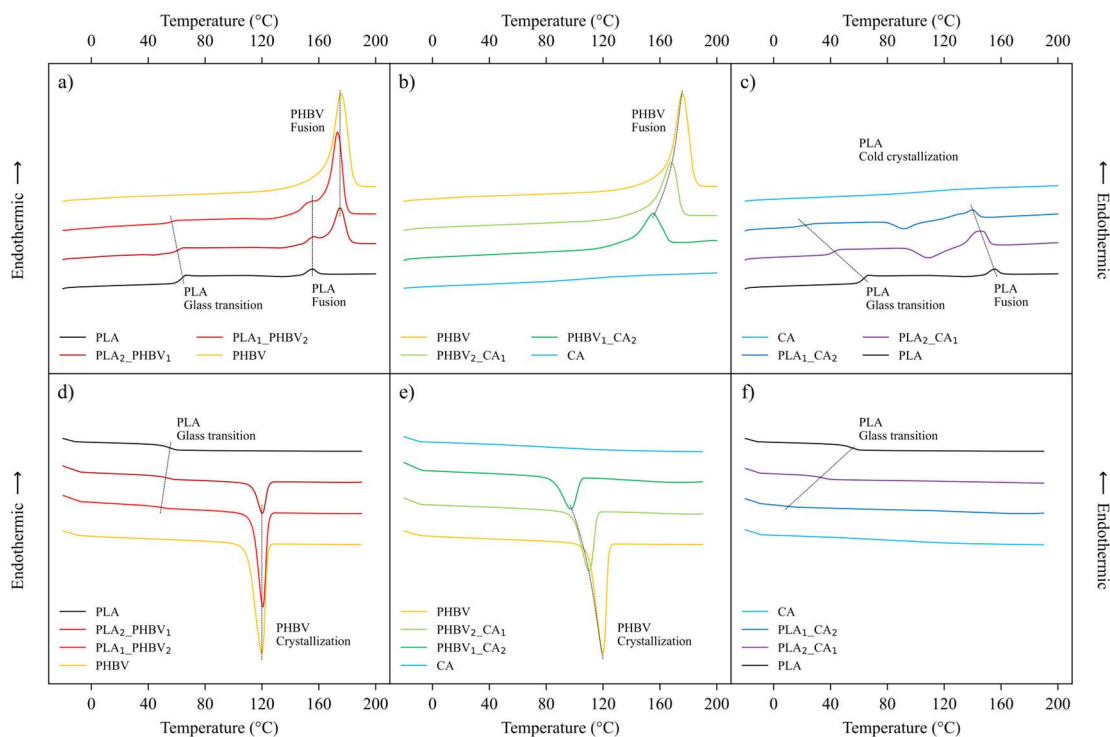 Temperature (°C) Temperature (°C) Temperature (°C)
0 40 80 120 160 200 0 40 80 120 160 200 0 40 80 120 160 200
a)
PHBV
Fusion
PLA
Glass transition
PLA
Fusion
PLA
PLA₂_PHBV₁
PLA₁_PHBV₂
PHBV
b)
PHBV
Fusion
PHBV
PHBV₂_CA₁
PHBV₁_CA₂
CA
c)
PLA
Cold crystallization
PLA
Glass transition
PLA
Fusion
CA
PLA₁_CA₂
PLA₂_CA₁
PLA
Endothermic →
Endothermic →
d)
PLA
Glass transition
PHBV
Crystallization
PLA
PLA₂_PHBV₁
PLA₁_PHBV₂
PHBV
e)
PHBV
Crystallization
PHBV
PHBV₂_CA₁
PHBV₁_CA₂
CA
f)
PLA
Glass transition
CA
PLA₁_CA₂
PLA₂_CA₁
PLA
Endothermic →
Endothermic →
0 40 80 120 160 200 0 40 80 120 160 200 0 40 80 120 160 200
Temperature (°C) Temperature (°C) Temperature (°C)